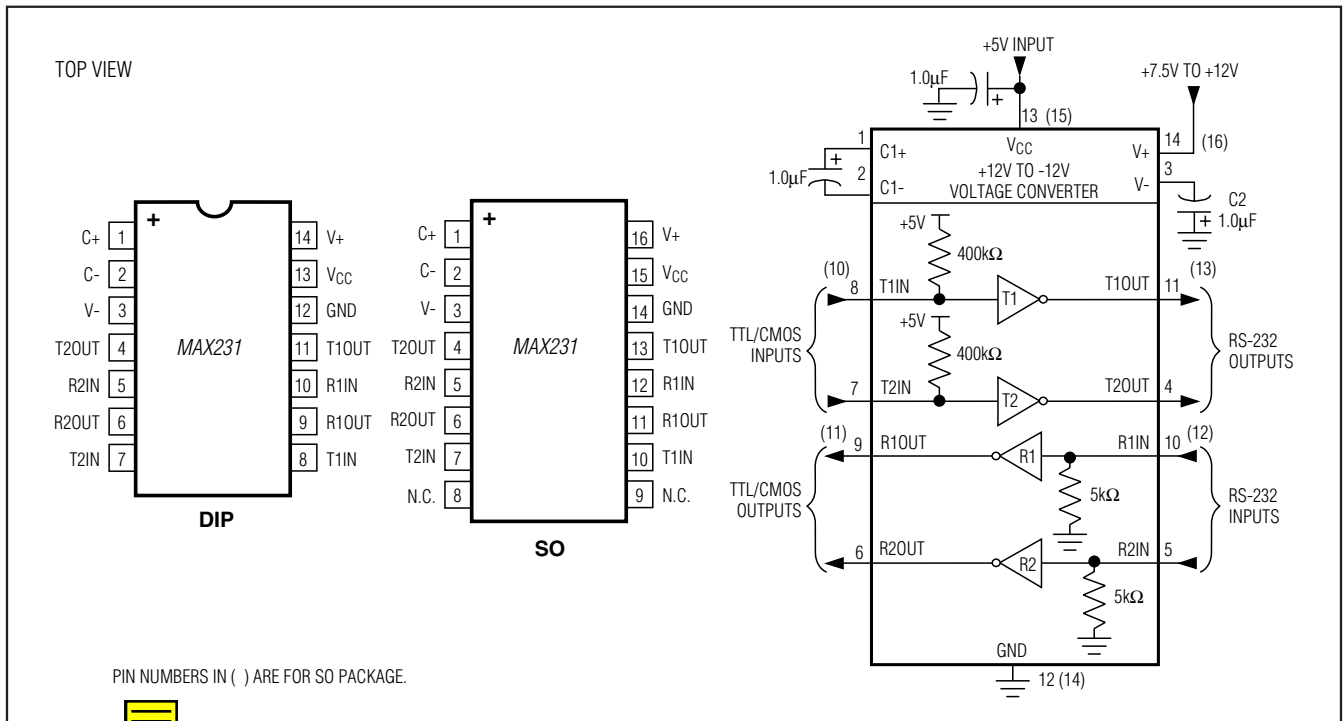 TOP VIEW
+
C+ 1
C- 2
V- 3
T2OUT 4
R2IN 5
R2OUT 6
T2IN 7
MAX231
14 V+
13 VCC
12 GND
11 T1OUT
10 R1IN
9 R1OUT
8 T1IN
DIP
+
C+ 1
C- 2
V- 3
T2OUT 4
R2IN 5
R2OUT 6
T2IN 7
N.C. 8
MAX231
16 V+
15 VCC
14 GND
13 T1OUT
12 R1IN
11 R1OUT
10 T1IN
9 N.C.
SO
+5V INPUT
1.0μF
+
+7.5V TO +12V
13 (15)
VCC
1
C1+
+
1.0μF
2
C1-
+12V TO -12V
VOLTAGE CONVERTER
14 (16)
V+
3
V-
C2
+ 1.0μF
+5V
400kΩ
(10)
8 T1IN
T1
T1OUT 11
(13)
+5V
400kΩ
TTL/CMOS
INPUTS
RS-232
OUTPUTS
7 T2IN
T2
T2OUT 4
(11)
9 R1OUT
R1
R1IN 10
(12)
5kΩ
TTL/CMOS
OUTPUTS
RS-232
INPUTS
6 R2OUT
R2
R2IN 5
5kΩ
GND
12 (14)
PIN NUMBERS IN ( ) ARE FOR SO PACKAGE.